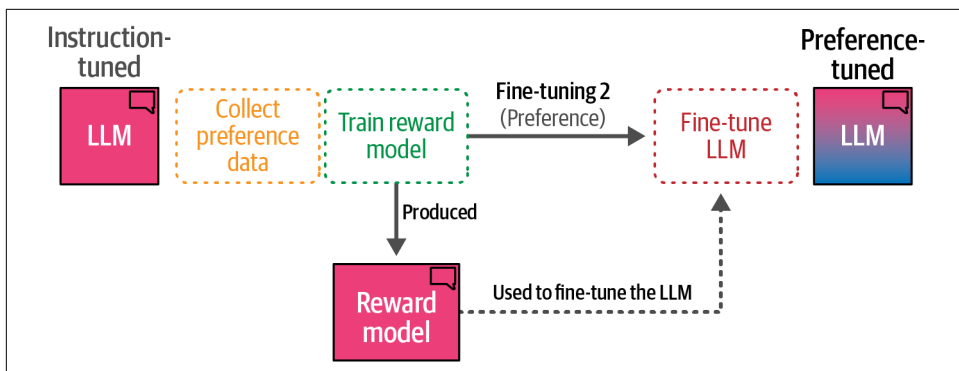 Instruction-
tuned
LLM
Collect
preference
data
Train reward
model
Fine-tuning 2
(Preference)
Fine-tune
LLM
Preference-
tuned
LLM
Produced
Reward
model
Used to fine-tune the LLM